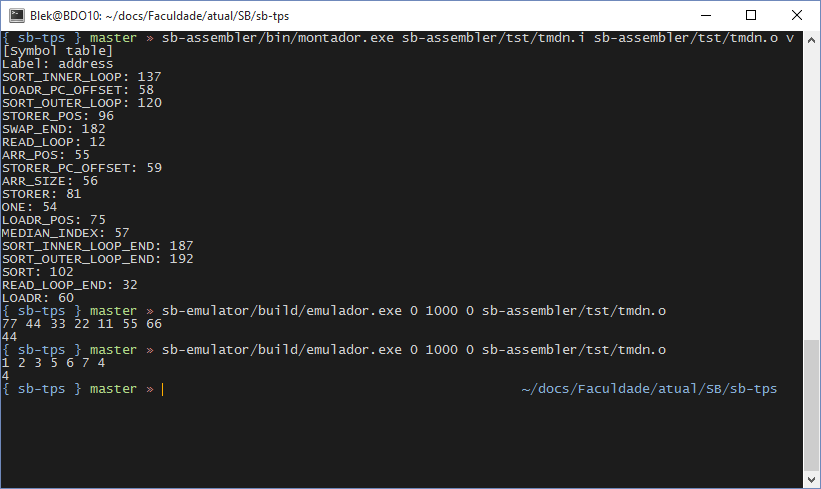 Blek@BDO10: ~/docs/Faculdade/atual/SB/sb-tps
{ sb-tps } master » sb-assembler/bin/montador.exe sb-assembler/tst/tmdn.i sb-assembler/tst/tmdn.o v
[Symbol table]
Label: address
SORT_INNER_LOOP: 137
LOADR_PC_OFFSET: 58
SORT_OUTER_LOOP: 120
STORER_POS: 96
SWAP_END: 182
READ_LOOP: 12
ARR_POS: 55
STORER_PC_OFFSET: 59
ARR_SIZE: 56
STORER: 81
ONE: 54
LOADR_POS: 75
MEDIAN_INDEX: 57
SORT_INNER_LOOP_END: 187
SORT_OUTER_LOOP_END: 192
SORT: 102
READ_LOOP_END: 32
LOADR: 60
{ sb-tps } master » sb-emulator/build/emulador.exe 0 1000 0 sb-assembler/tst/tmdn.o
77 44 33 22 11 55 66
44
{ sb-tps } master » sb-emulator/build/emulador.exe 0 1000 0 sb-assembler/tst/tmdn.o
1 2 3 5 6 7 4
4
{ sb-tps } master » ~/docs/Faculdade/atual/SB/sb-tps